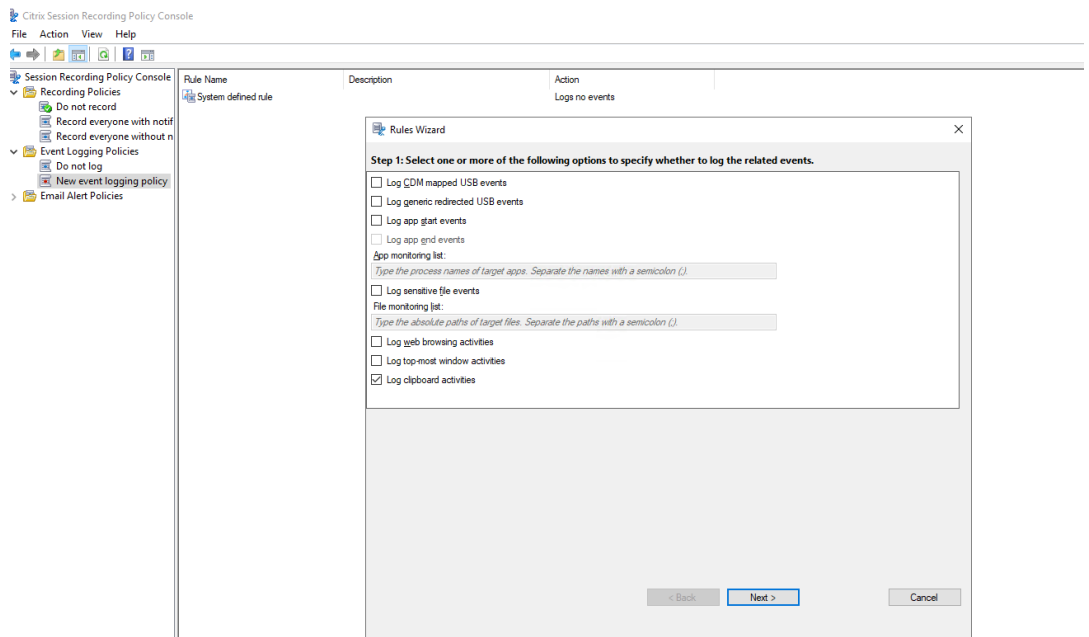 Citrix Session Recording Policy Console
File Action View Help
Session Recording Policy Console
Recording Policies
Do not record
Record everyone with notif
Record everyone without n
Event Logging Policies
Do not log
New event logging policy
Email Alert Policies
Rule Name Description Action
System defined rule Logs no events
Rules Wizard
Step 1: Select one or more of the following options to specify whether to log the related events.
Log CDM mapped USB events
Log generic redirected USB events
Log app start events
Log app end events
App monitoring list:
Type the process names of target apps. Separate the names with a semicolon (;).
Log sensitive file events
File monitoring list:
Type the absolute paths of target files. Separate the paths with a semicolon (;).
Log web browsing activities
Log top-most window activities
Log clipboard activities
< Back Next > Cancel